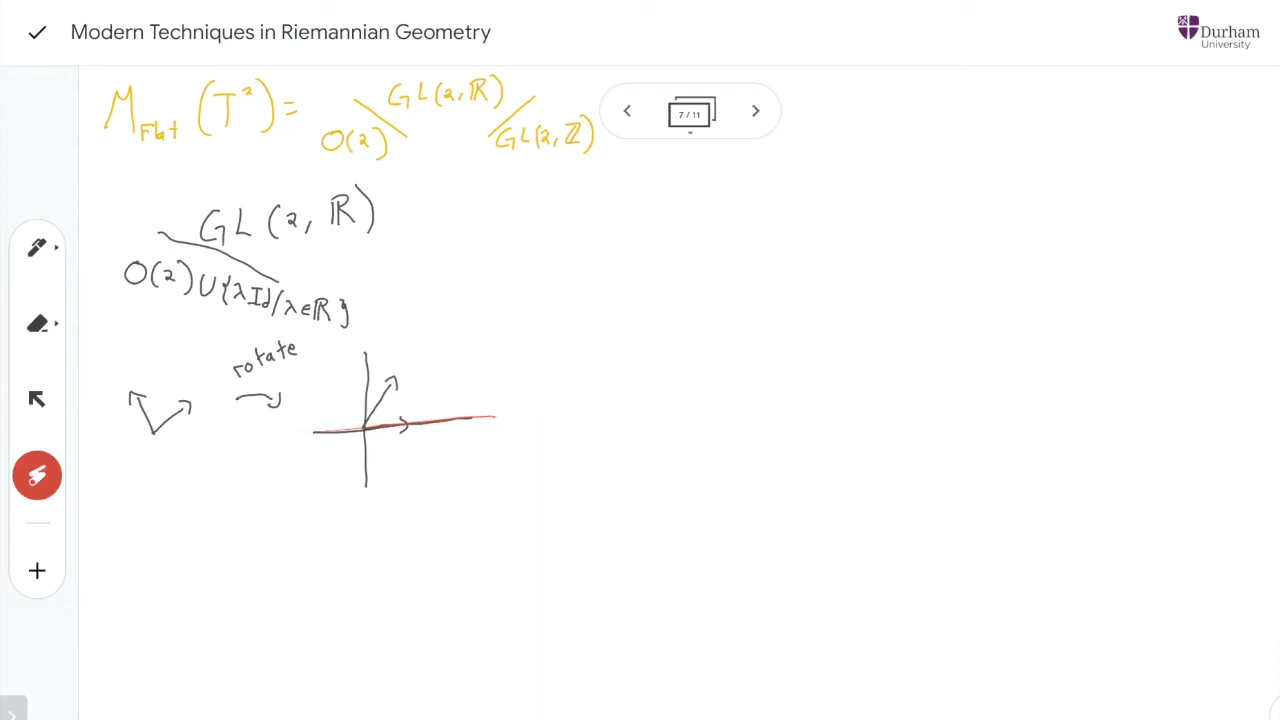 Modern Techniques in Riemannian Geometry
Durham University
M_Flat (T²) = O(2) \ GL(2, ℝ) / GL(2, ℤ)
7 / 11
GL(2, ℝ)
O(2) ∪ {λ Id / λ ∈ ℝ}
rotate